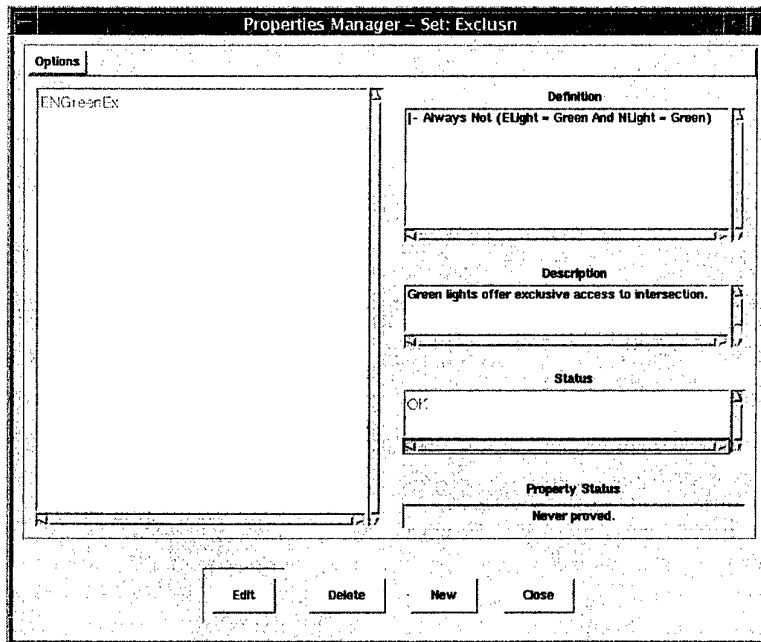 Properties Manager – Set: Exclusn
Options
ENGreenEx
Definition
|- Always Not (ELight = Green And NLight = Green)
Description
Green lights offer exclusive access to intersection.
Status
OK
Property Status
Never proved.
Edit
Delete
New
Close